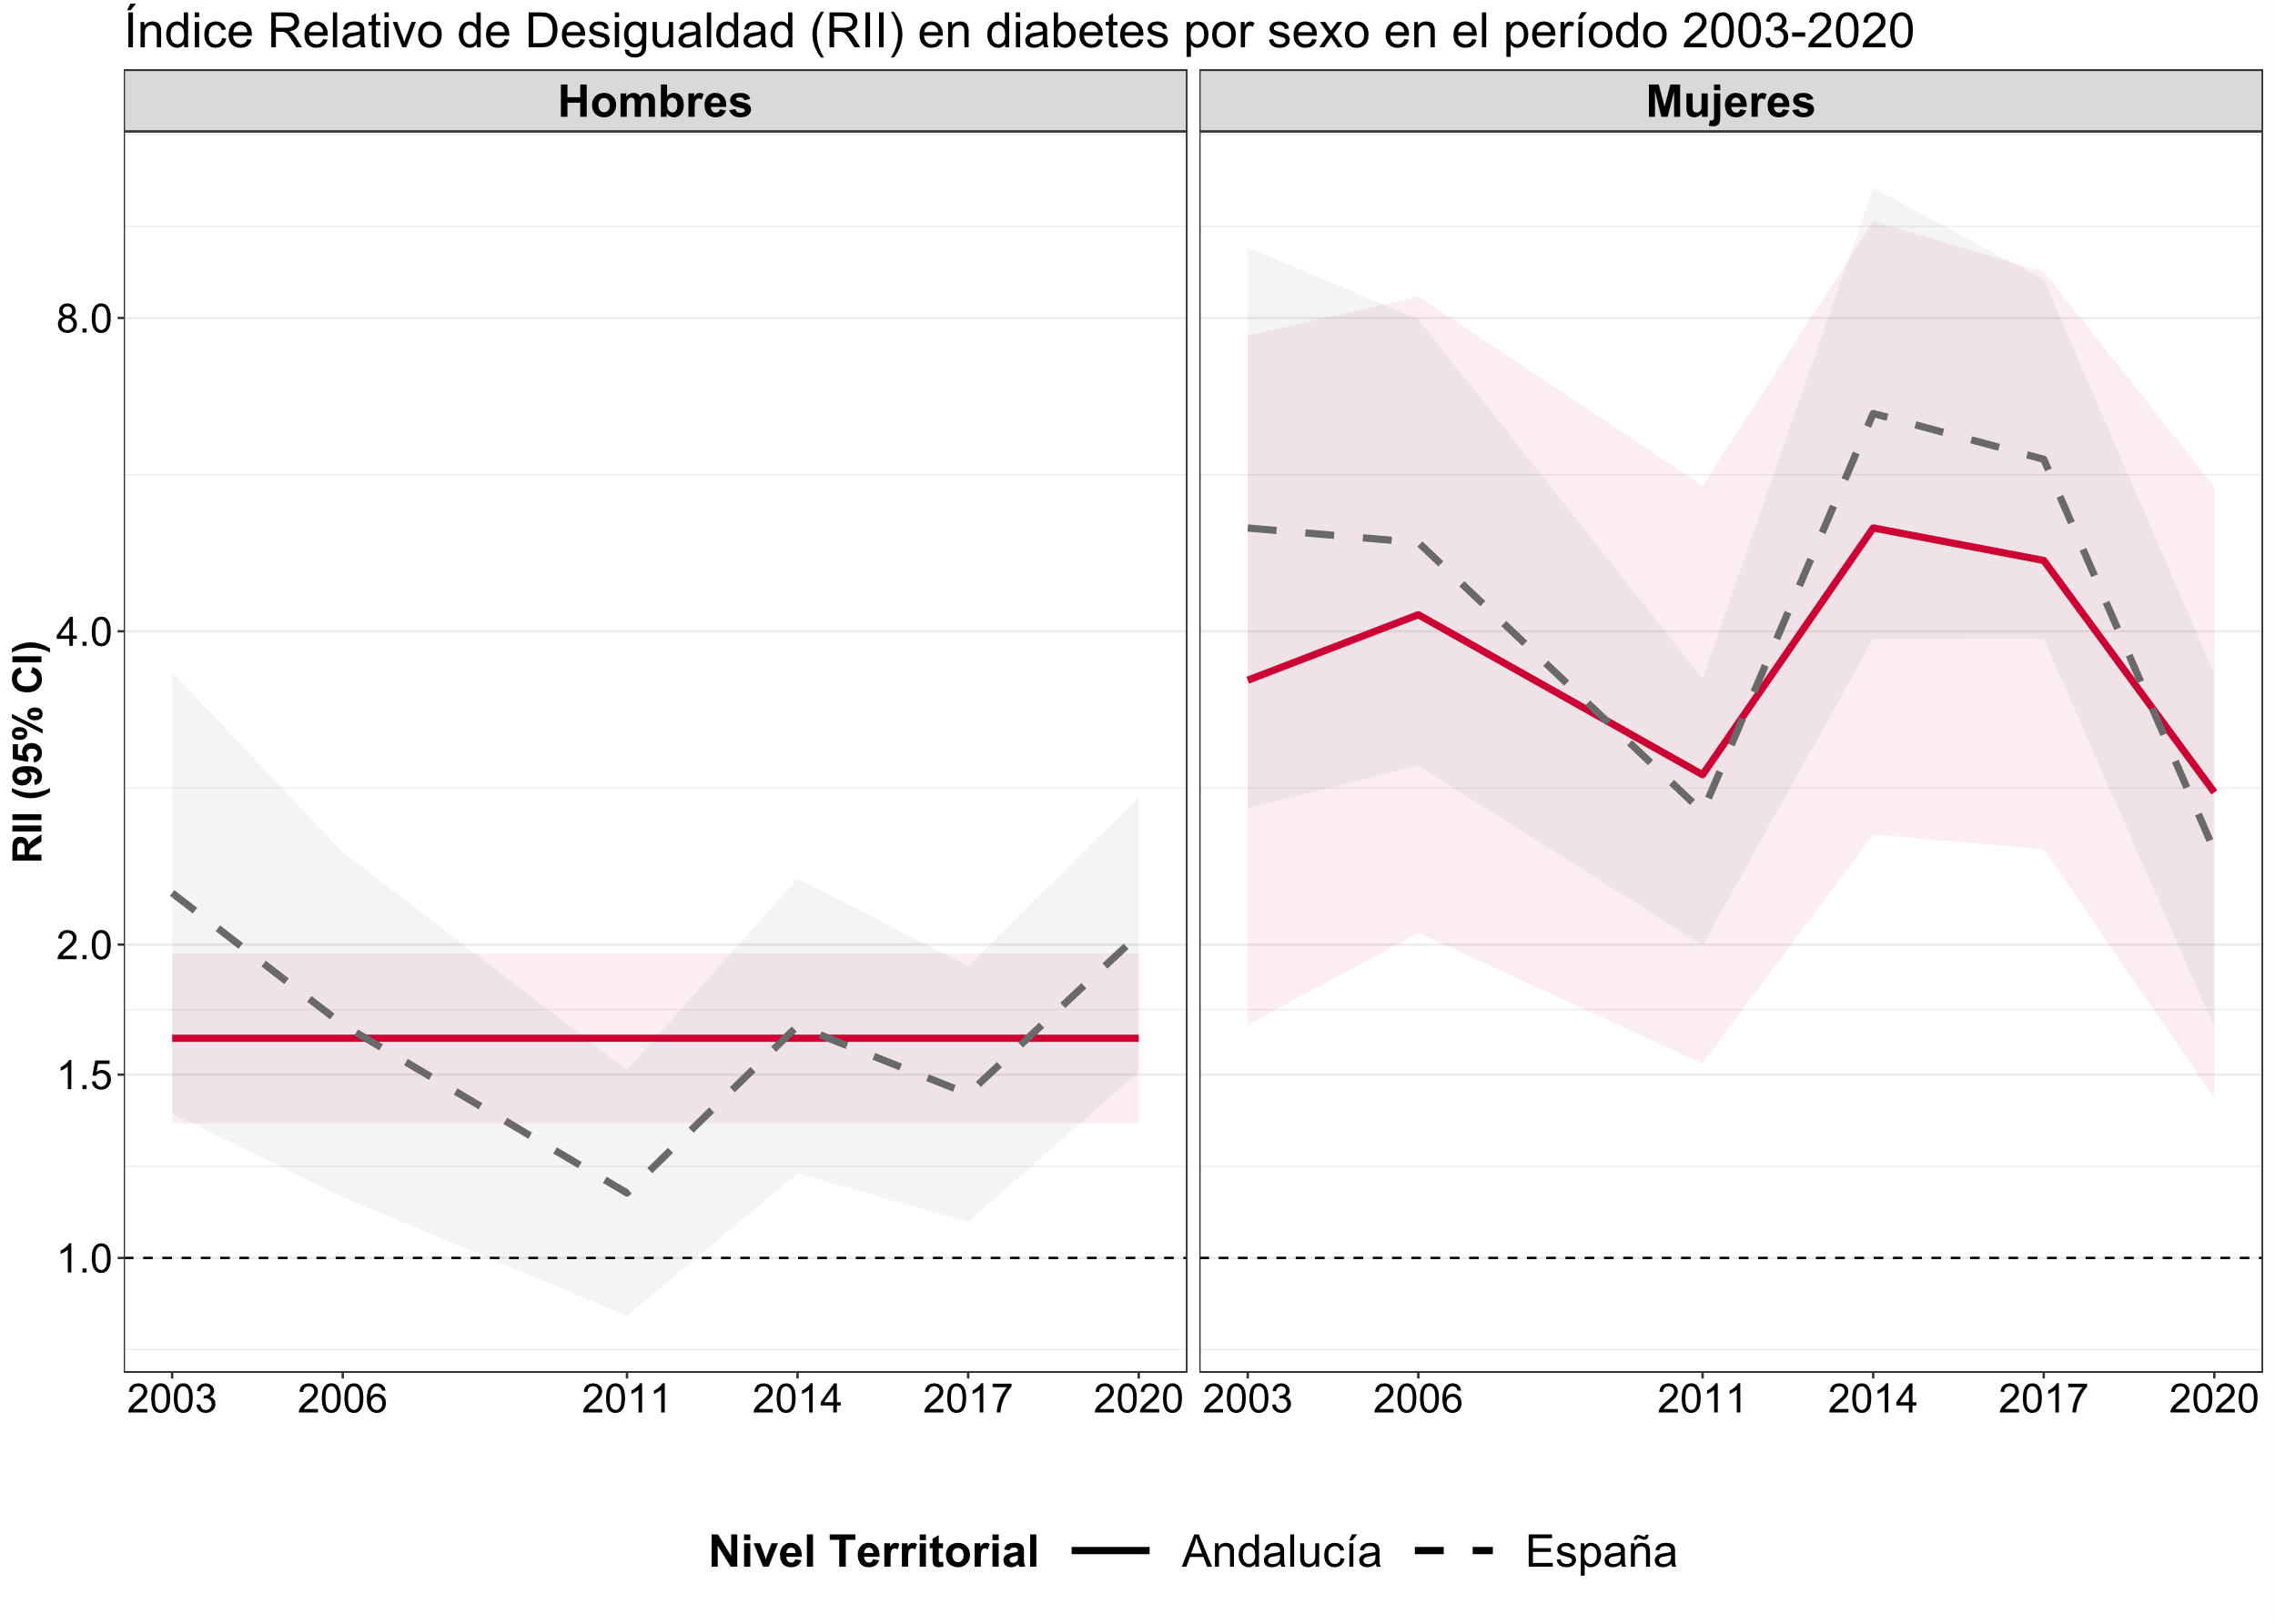 Índice Relativo de Desigualdad (RII) en diabetes por sexo en el período 2003-2020
Hombres
Mujeres
RII (95% CI)
8.0
4.0
2.0
1.5
1.0
2003 2006 2011 2014 2017 2020
2003 2006 2011 2014 2017 2020
Nivel Territorial Andalucía España